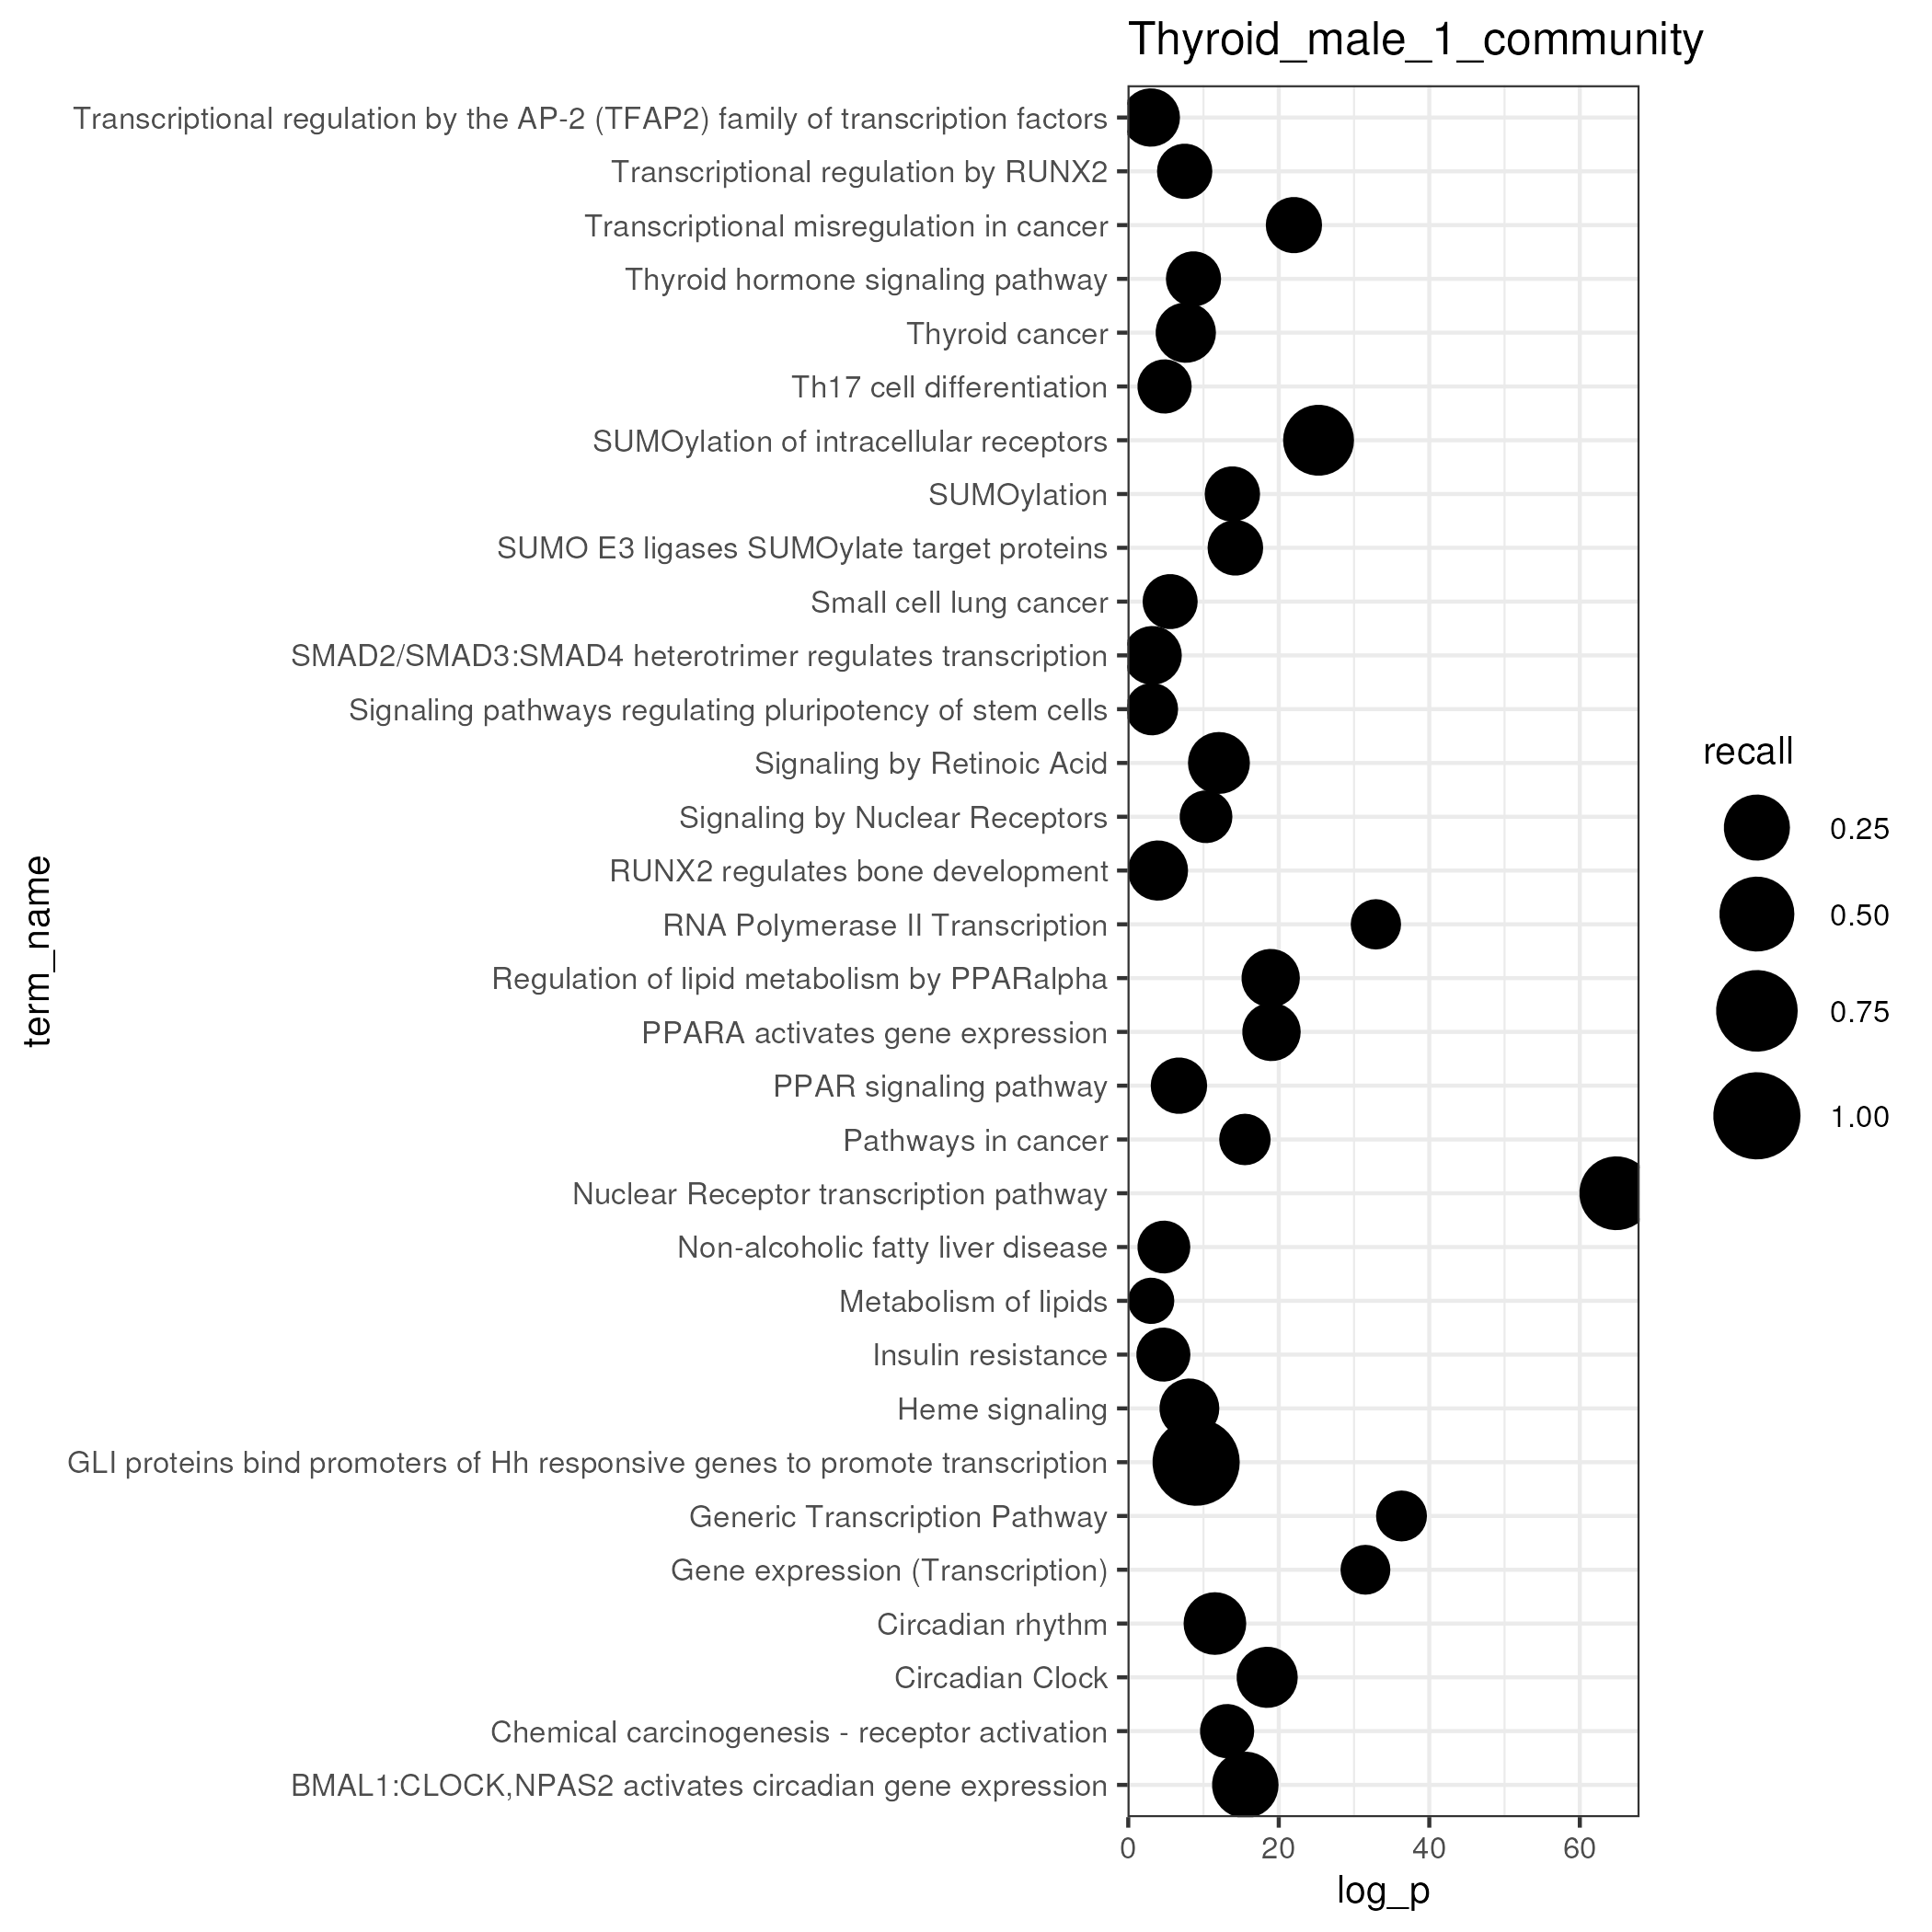 Thyroid_male_1_community
Transcriptional regulation by the AP-2 (TFAP2) family of transcription factors
Transcriptional regulation by RUNX2
Transcriptional misregulation in cancer
Thyroid hormone signaling pathway
Thyroid cancer
Th17 cell differentiation
SUMOylation of intracellular receptors
SUMOylation
SUMO E3 ligases SUMOylate target proteins
Small cell lung cancer
SMAD2/SMAD3:SMAD4 heterotrimer regulates transcription
Signaling pathways regulating pluripotency of stem cells
Signaling by Retinoic Acid
Signaling by Nuclear Receptors
RUNX2 regulates bone development
RNA Polymerase II Transcription
Regulation of lipid metabolism by PPARalpha
PPARA activates gene expression
PPAR signaling pathway
Pathways in cancer
Nuclear Receptor transcription pathway
Non-alcoholic fatty liver disease
Metabolism of lipids
Insulin resistance
Heme signaling
GLI proteins bind promoters of Hh responsive genes to promote transcription
Generic Transcription Pathway
Gene expression (Transcription)
Circadian rhythm
Circadian Clock
Chemical carcinogenesis - receptor activation
BMAL1:CLOCK,NPAS2 activates circadian gene expression
term_name
0 20 40 60
log_p
recall
0.25
0.50
0.75
1.00